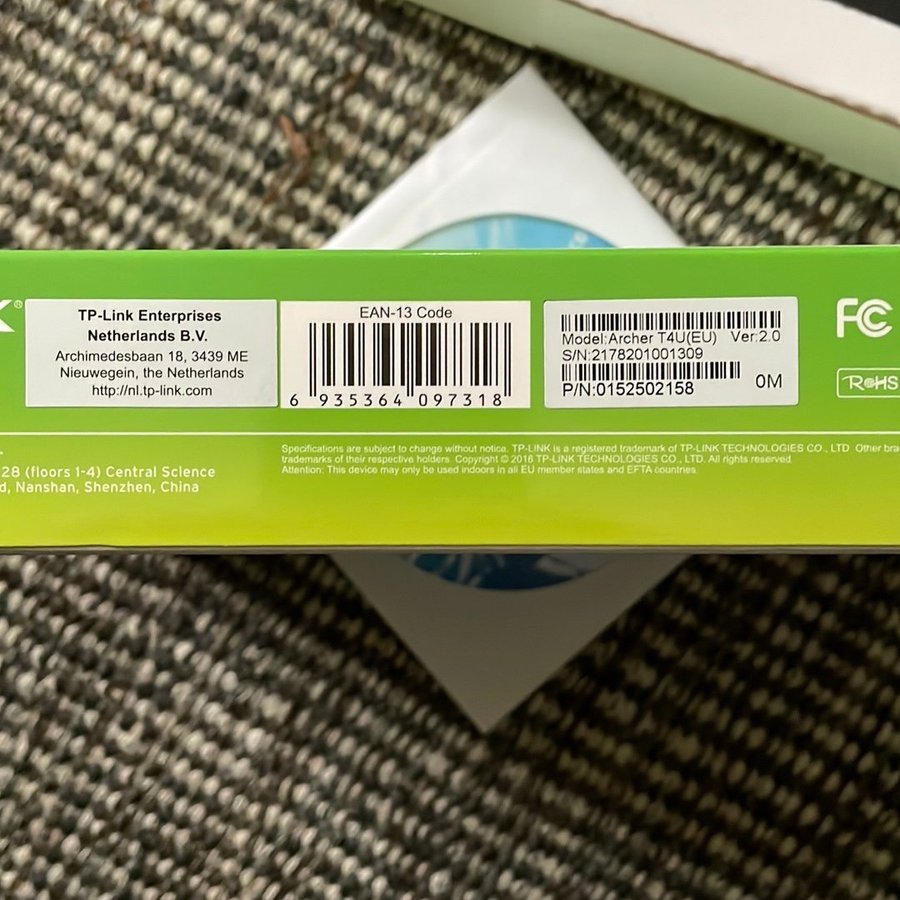 K®
TP-Link Enterprises
Netherlands B.V.
Archimedesbaan 18, 3439 ME
Nieuwegein, the Netherlands
http://nl.tp-link.com
EAN-13 Code
6 935364 097318
Model:Archer T4U(EU) Ver:2.0
S/N:2178201001309
P/N:0152502158 0M
FC
RoHS
28 (floors 1-4) Central Science
d, Nanshan, Shenzhen, China
Specifications are subject to change without notice. TP-LINK is a registered trademark of TP-LINK TECHNOLOGIES CO., LTD. Other bra
trademarks of their respective holders. Copyright © 2016 TP-LINK TECHNOLOGIES CO., LTD. All rights reserved.
Attention: This device may only be used indoors in all EU member states and EFTA countries.